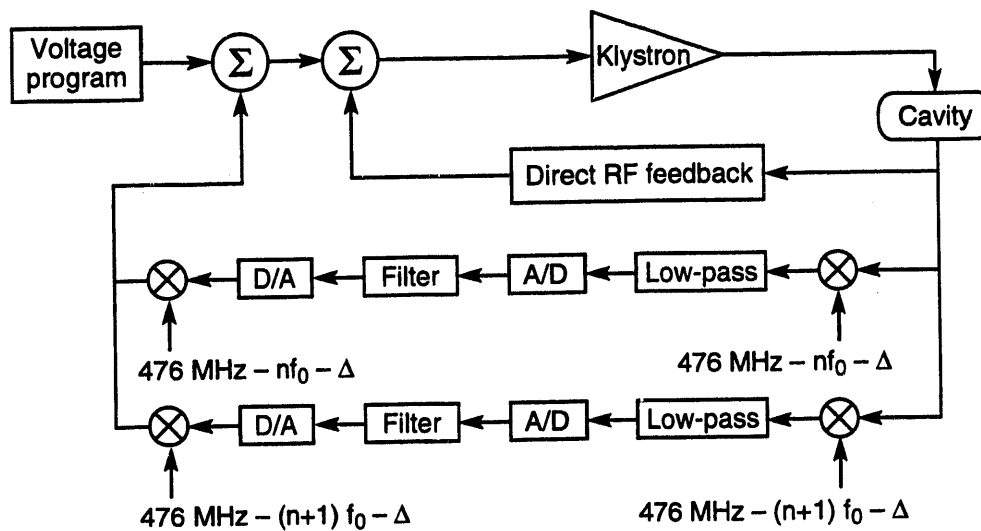 Voltage
program
Σ
Σ
Klystron
Cavity
Direct RF feedback
D/A
Filter
A/D
Low-pass
476 MHz – nf₀ – Δ
476 MHz – nf₀ – Δ
D/A
Filter
A/D
Low-pass
476 MHz – (n+1) f₀ – Δ
476 MHz – (n+1) f₀ – Δ